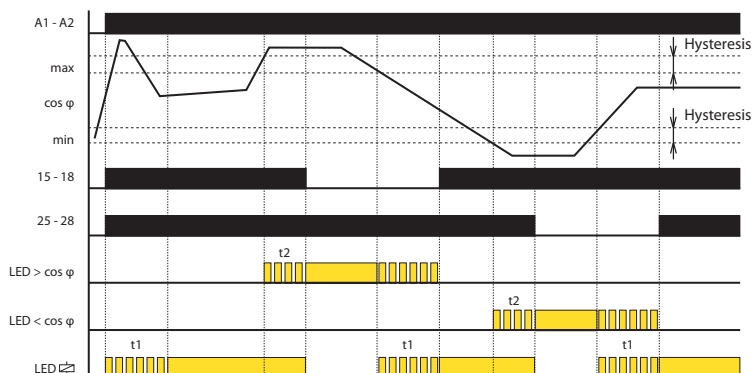 A1 - A2
Hysteresis
max
cos φ
Hysteresis
min
15 - 18
25 - 28
t2
LED > cos φ
t2
LED < cos φ
t1
t1
t1
LED